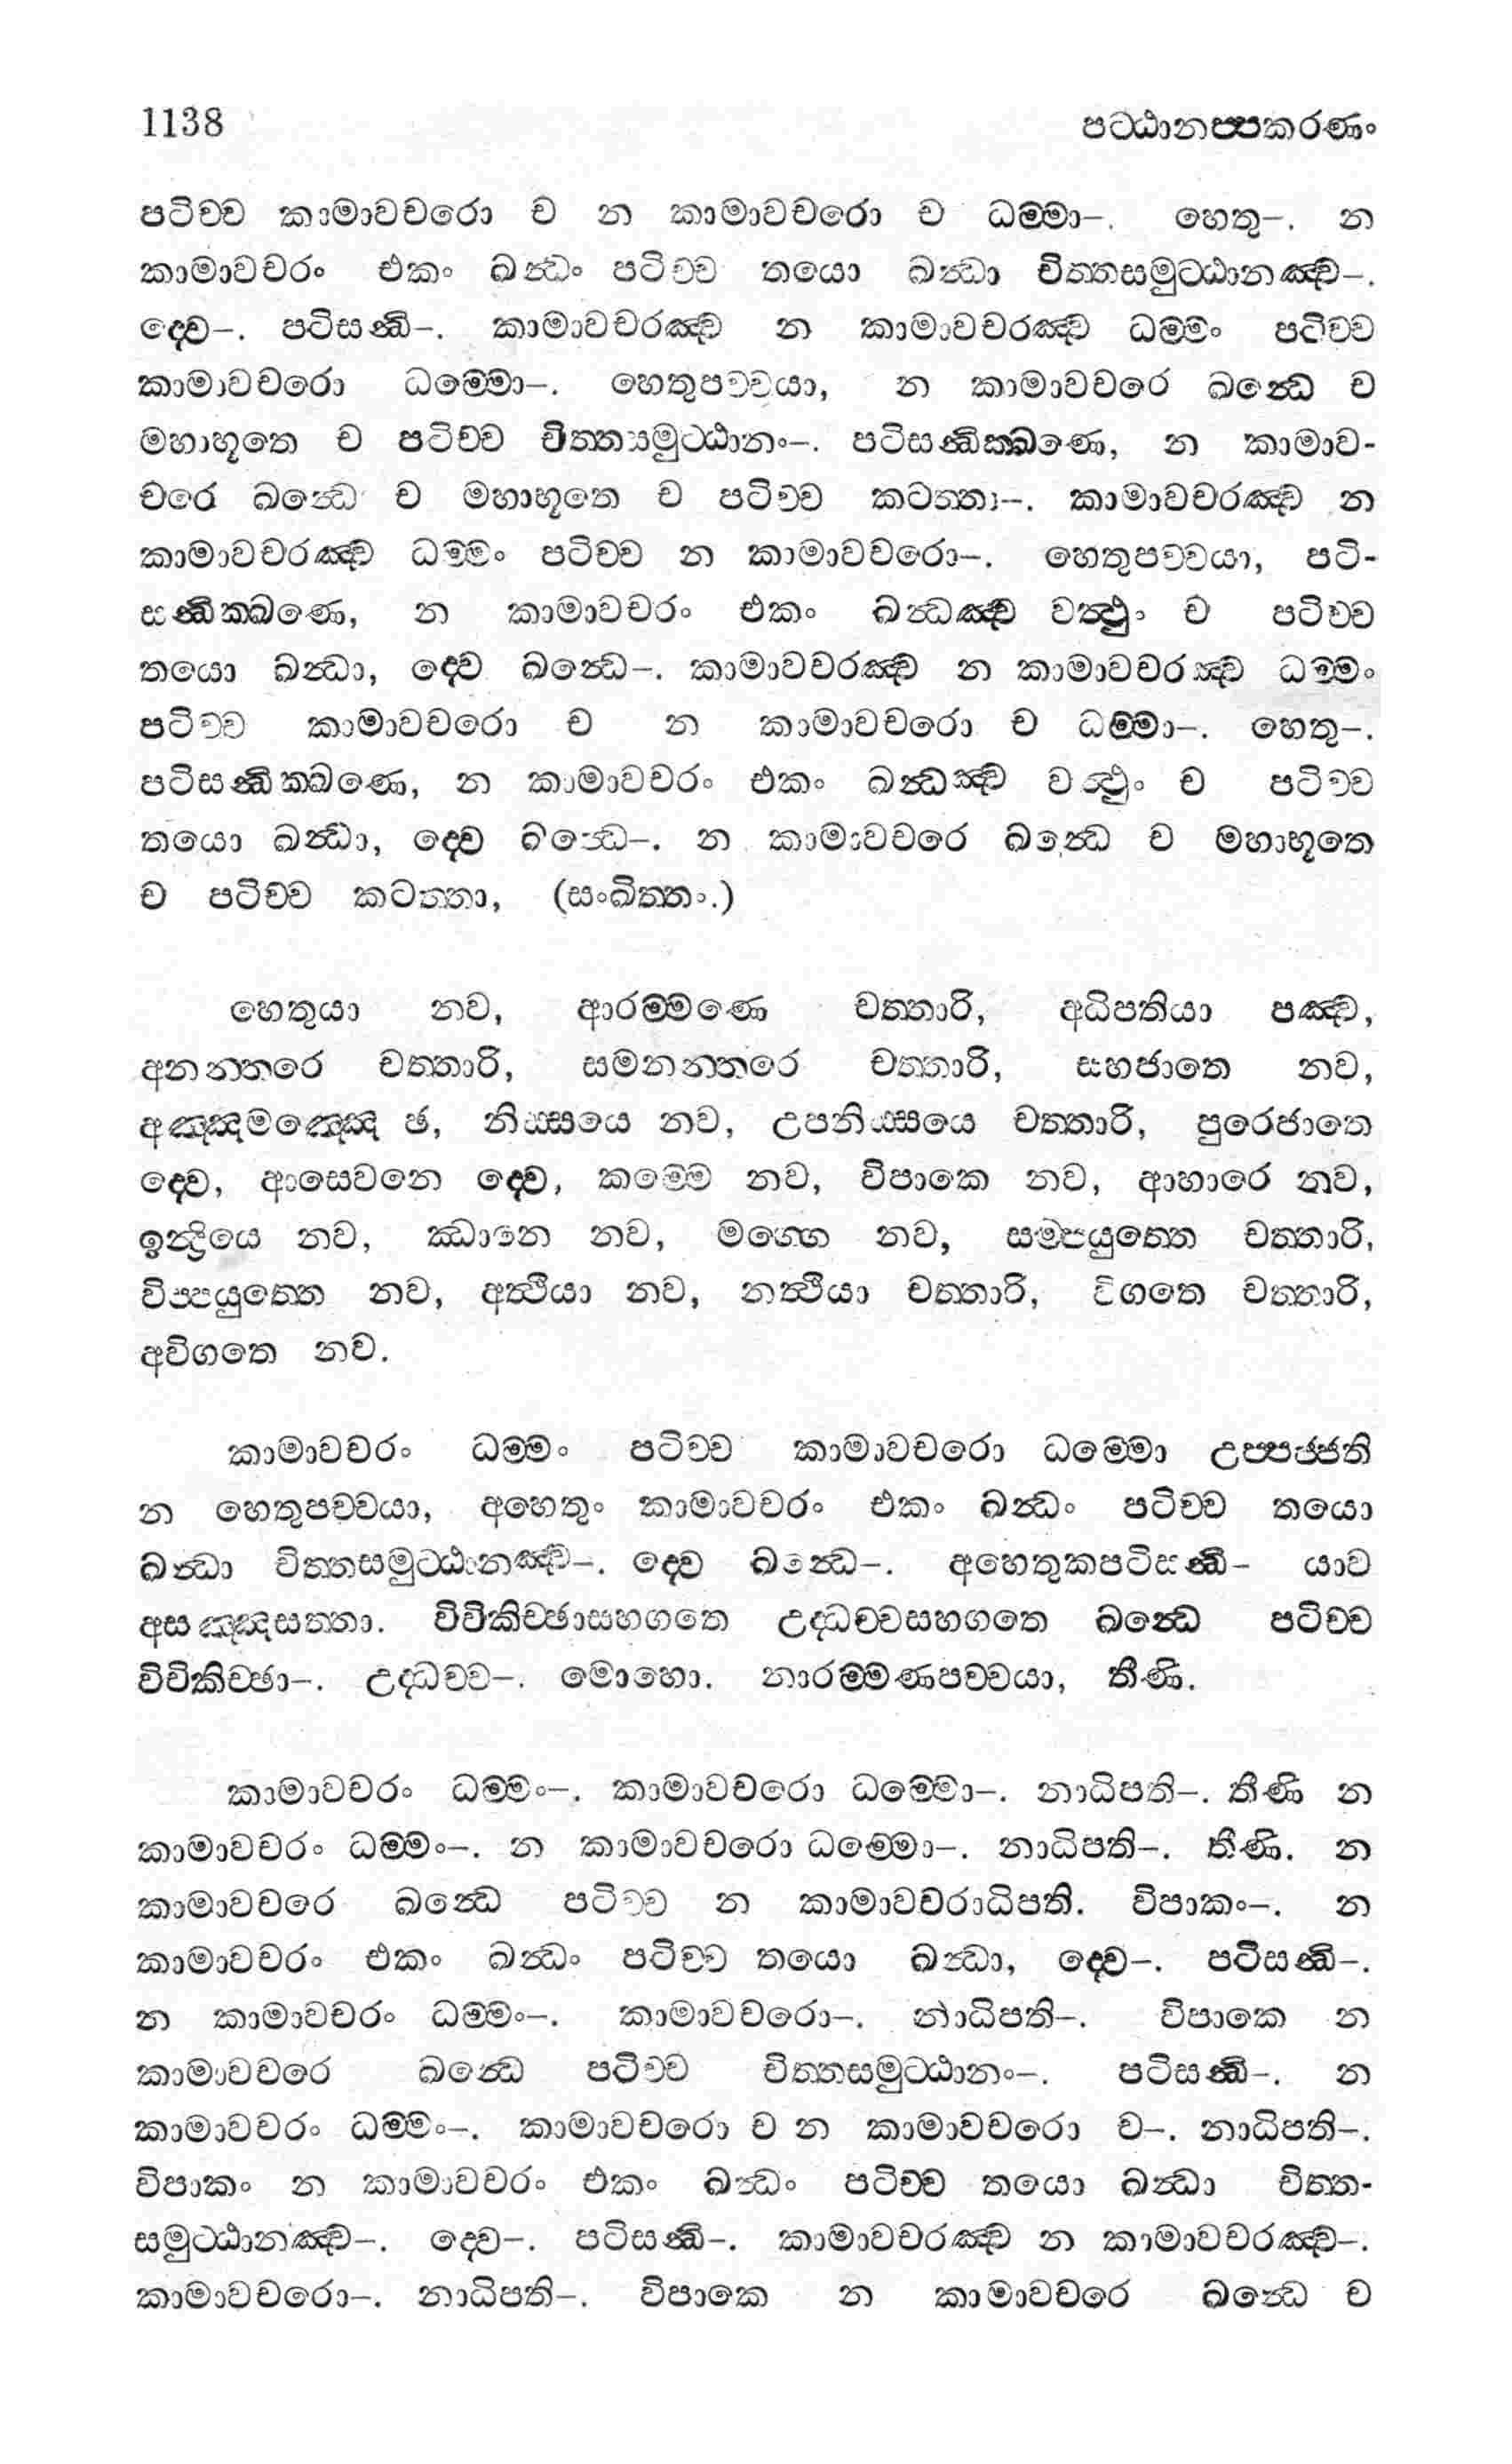 1138 පට්ඨානප්පකරණං
පටිච්ච කාමාවචරො ච න කාමාවචරො ච ධම්මා–. හෙතු–. න
කාමාවචරං එකං ඛන්ධං පටිච්ච තයො ඛන්ධා චිත්තසමුට්ඨානඤ්ච–.
ද්වෙ–. පටිසන්ධි–. කාමාවචරඤ්ච න කාමාවචරඤ්ච ධම්මං පටිච්ච
කාමාවචරො ධම්මො–. හෙතුපච්චයා, න කාමාවචරෙ ඛන්ධෙ ච
මහාභූතෙ ච පටිච්ච චිත්තසමුට්ඨානං–. පටිසන්ධික්ඛණෙ, න කාමාව-
චරෙ ඛන්ධෙ ච මහාභූතෙ ච පටිච්ච කටත්තා–. කාමාවචරඤ්ච න
කාමාවචරඤ්ච ධම්මං පටිච්ච න කාමාවචරො–. හෙතුපච්චයා, පටි-
සන්ධික්ඛණෙ, න කාමාවචරං එකං ඛන්ධඤ්ච වත්ථුං ච පටිච්ච
තයො ඛන්ධා, ද්වෙ ඛන්ධෙ–. කාමාවචරඤ්ච න කාමාවචරඤ්ච ධම්මං
පටිච්ච කාමාවචරො ච න කාමාවචරො ච ධම්මා–. හෙතු–.
පටිසන්ධික්ඛණෙ, න කාමාවචරං එකං ඛන්ධඤ්ච වත්ථුං ච පටිච්ච
තයො ඛන්ධා, ද්වෙ ඛන්ධෙ–. න කාමාවචරෙ ඛන්ධෙ ච මහාභූතෙ
ච පටිච්ච කටත්තා, (සංඛිත්තං.)
හෙතුයා නව, ආරම්මණෙ චත්තාරි, අධිපතියා පඤ්ච,
අනන්තරෙ චත්තාරි, සමනන්තරෙ චත්තාරි, සහජාතෙ නව,
අඤ්ඤමඤ්ඤෙ ඡ, නිස්සයෙ නව, උපනිස්සයෙ චත්තාරි, පුරෙජාතෙ
ද්වෙ, ආසෙවනෙ ද්වෙ, කම්මෙ නව, විපාකෙ නව, ආහාරෙ නව,
ඉන්ද්‍රියෙ නව, ඣානෙ නව, මග්ගෙ නව, සම්පයුත්තෙ චත්තාරි,
විප්පයුත්තෙ නව, අත්ථියා නව, නත්ථියා චත්තාරි, විගතෙ චත්තාරි,
අවිගතෙ නව.
කාමාවචරං ධම්මං පටිච්ච කාමාවචරො ධම්මො උප්පජ්ජති
න හෙතුපච්චයා, අහෙතුං කාමාවචරං එකං ඛන්ධං පටිච්ච තයො
ඛන්ධා චිත්තසමුට්ඨානඤ්ච–. ද්වෙ ඛන්ධෙ–. අහෙතුකපටිසන්ධි– යාව
අසඤ්ඤසත්තා. විචිකිච්ඡාසහගතෙ උද්ධච්චසහගතෙ ඛන්ධෙ පටිච්ච
විචිකිච්ඡා–. උද්ධච්ච–. මොහො. නාරම්මණපච්චයා, තීණි.
කාමාවචරං ධම්මං–. කාමාවචරො ධම්මො–. නාධිපති–. තීණි න
කාමාවචරං ධම්මං–. න කාමාවචරො ධම්මො–. නාධිපති–. තීණි. න
කාමාවචරෙ ඛන්ධෙ පටිච්ච න කාමාවචරාධිපති. විපාකං–. න
කාමාවචරං එකං ඛන්ධං පටිච්ච තයො ඛන්ධා, ද්වෙ–. පටිසන්ධි–.
න කාමාවචරං ධම්මං–. කාමාවචරො–. නාධිපති–. විපාකෙ න
කාමාවචරෙ ඛන්ධෙ පටිච්ච චිත්තසමුට්ඨානං–. පටිසන්ධි–. න
කාමාවචරං ධම්මං–. කාමාවචරො ච න කාමාවචරො ච–. නාධිපති–.
විපාකං න කාමාවචරං එකං ඛන්ධං පටිච්ච තයො ඛන්ධා චිත්ත-
සමුට්ඨානඤ්ච–. ද්වෙ–. පටිසන්ධි–. කාමාවචරඤ්ච න කාමාවචරඤ්ච–.
කාමාවචරො–. නාධිපති–. විපාකෙ න කාමාවචරෙ ඛන්ධෙ ච